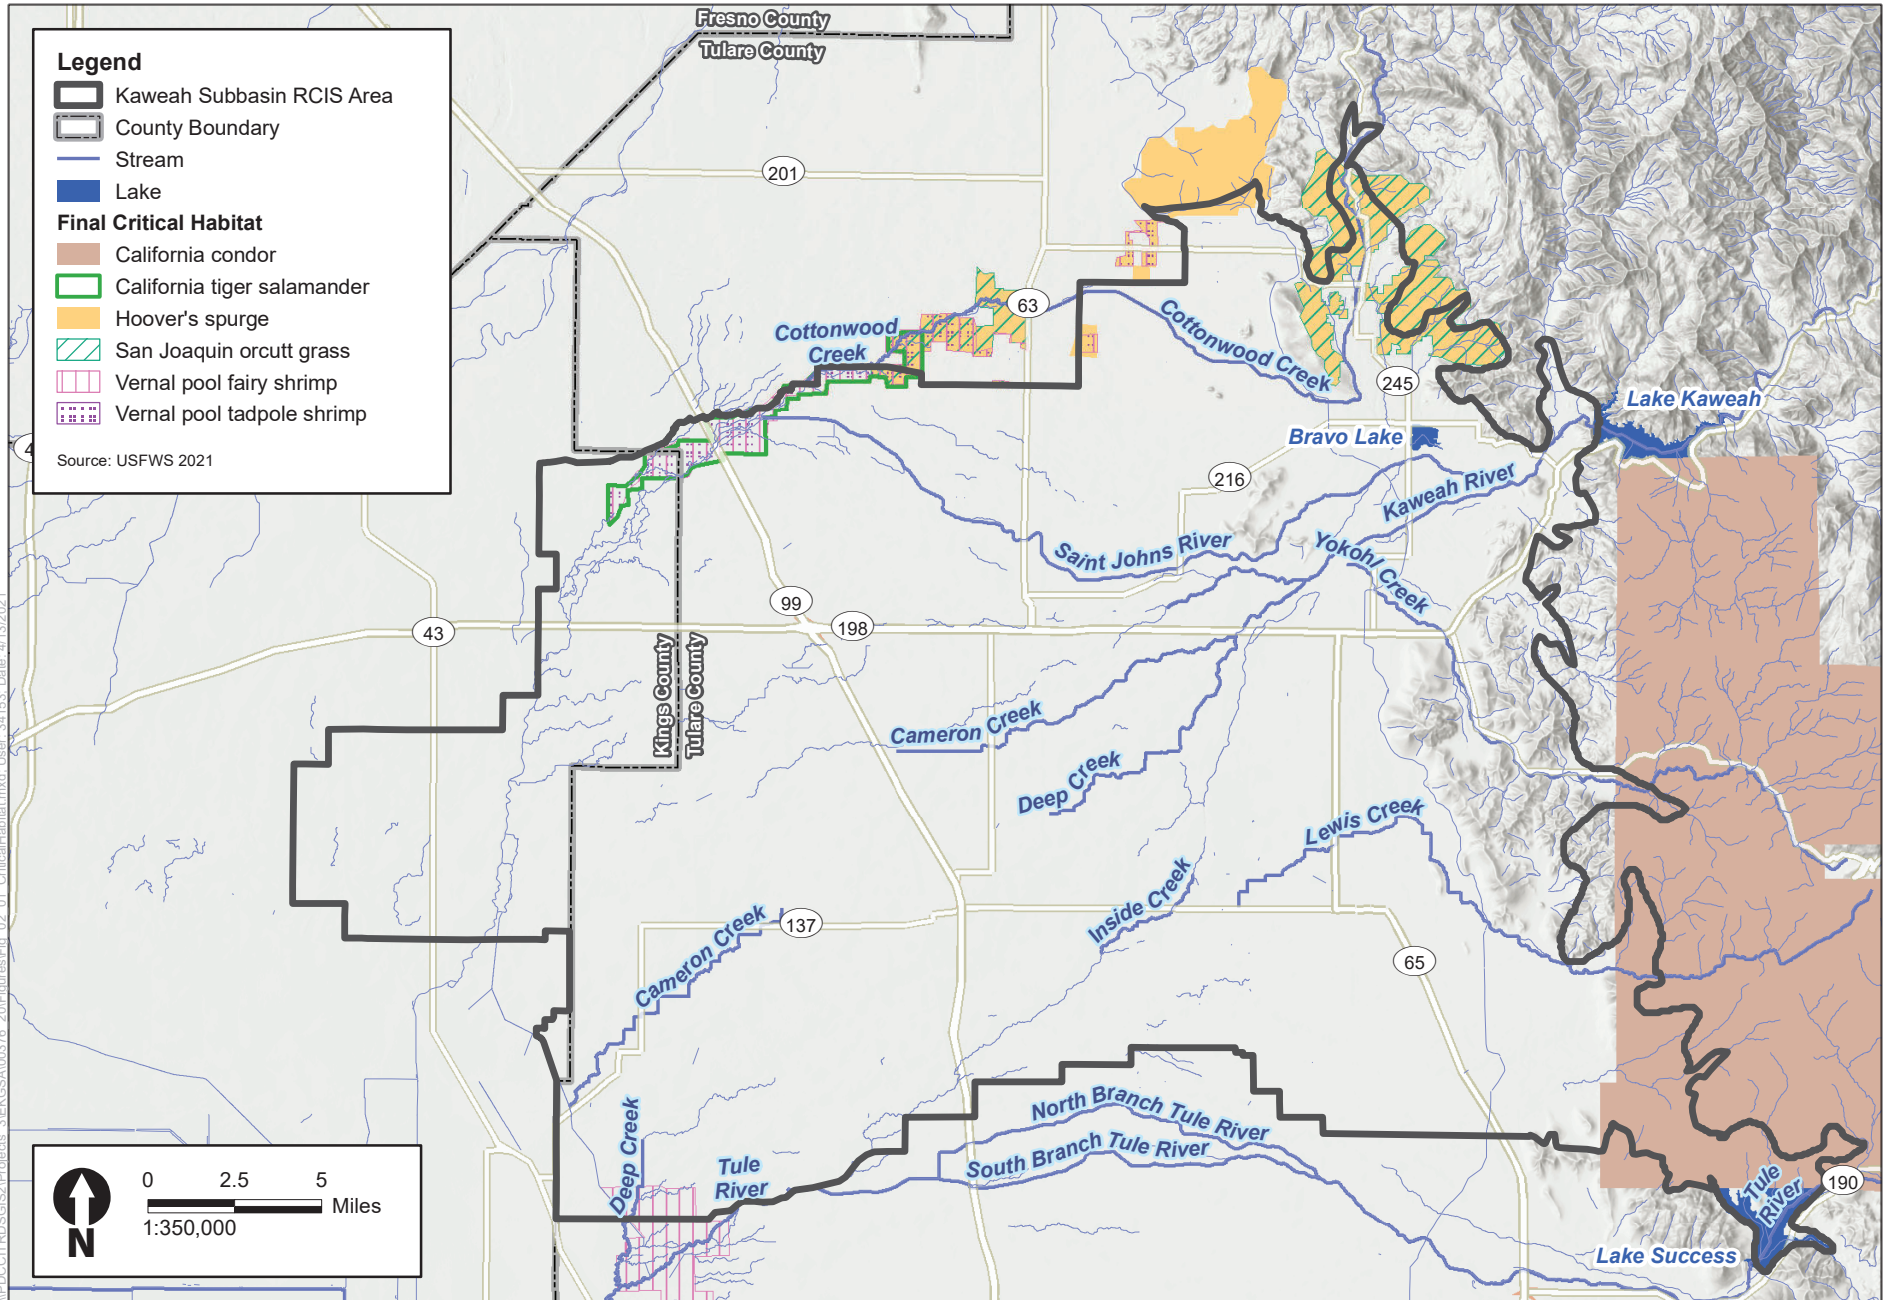 Legend
Kaweah Subbasin RCIS Area
County Boundary
Stream
Lake
Final Critical Habitat
California condor
California tiger salamander
Hoover's spurge
San Joaquin orcutt grass
Vernal pool fairy shrimp
Vernal pool tadpole shrimp
Source: USFWS 2021
Fresno County
Tulare County
201
63
Cottonwood
Creek
Cottonwood Creek
245
Lake Kaweah
Bravo Lake
216
Kaweah River
Saint Johns River
Yokohl Creek
4
99
198
43
Kings County
Tulare County
Cameron Creek
Deep Creek
Lewis Creek
Inside Creek
137
Cameron Creek
65
North Branch Tule River
South Branch Tule River
Deep Creek
Tule
River
Tule
River
190
Lake Success
0 2.5 5
Miles
1:350,000
N